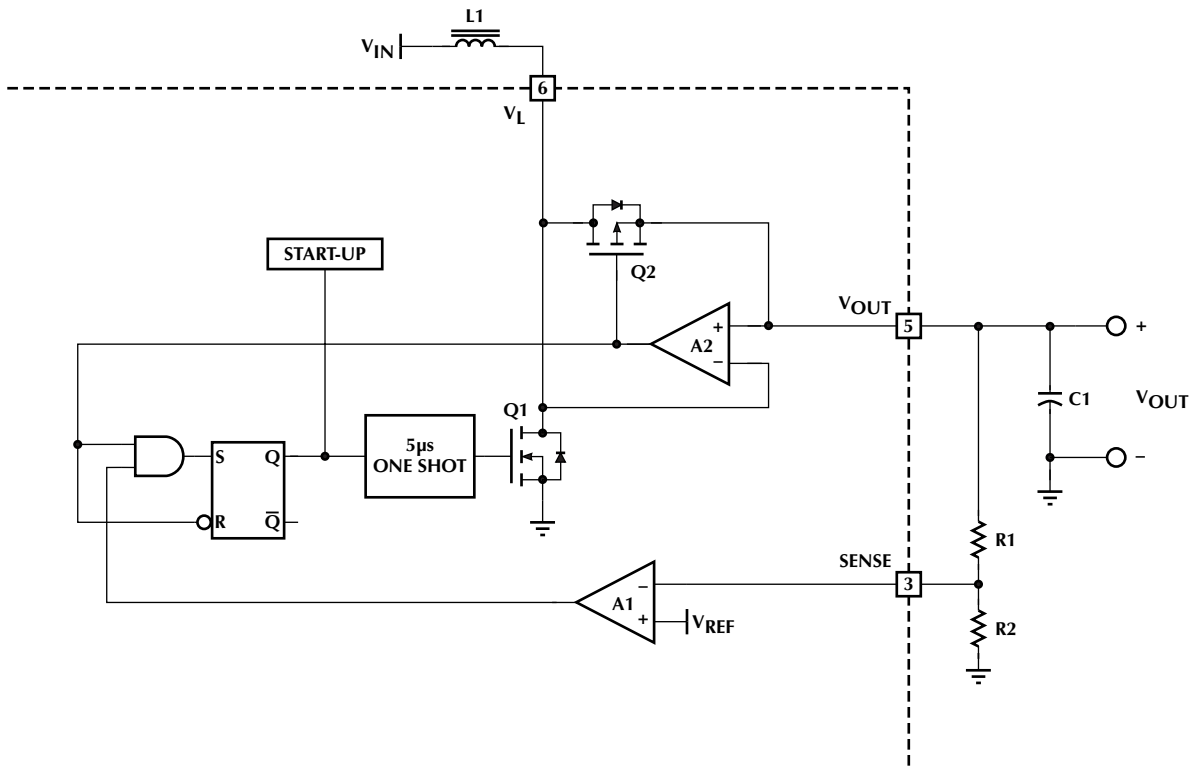 L1
VIN
6
VL
START-UP
Q2
VOUT
+
A2
−
5
+
C1
VOUT
−
Q1
5µs
ONE SHOT
S
Q
R
Q̅
R1
SENSE
−
A1
+
VREF
3
R2